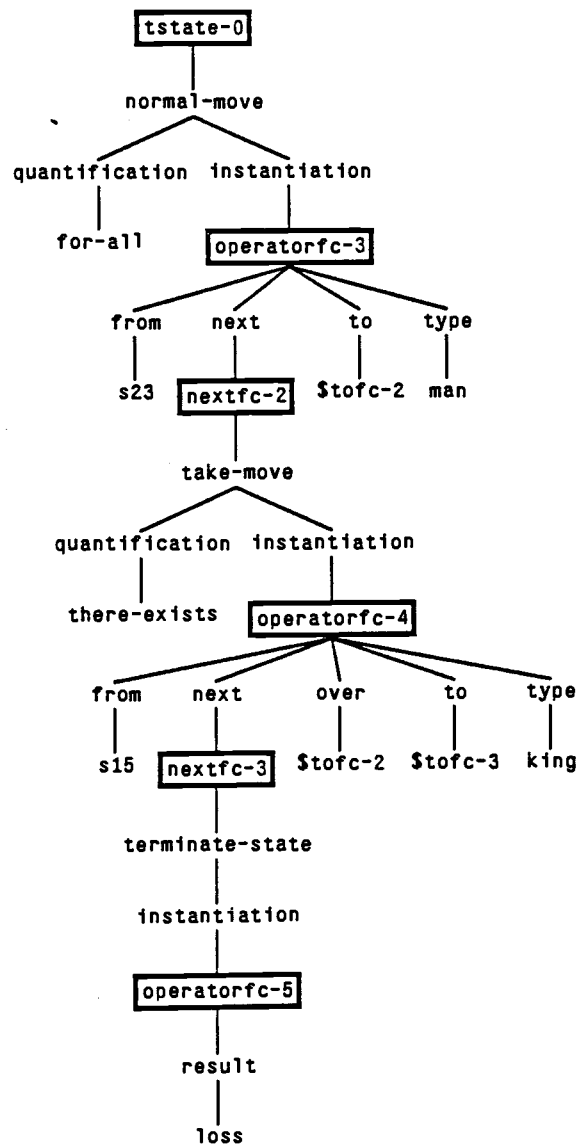 tstate-0
normal-move
quantification instantiation
for-all operatorfc-3
from next to type
s23 nextfc-2 $tofc-2 man
take-move
quantification instantiation
there-exists operatorfc-4
from next over to type
s15 nextfc-3 $tofc-2 $tofc-3 king
terminate-state
instantiation
operatorfc-5
result
loss